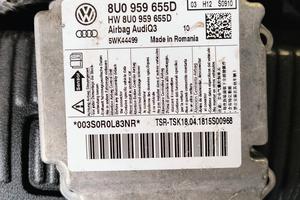 8U0 959 655D
HW 8U0 959 655D
Airbag AudiQ3 10
5WK44499 Made in Romania
03 H12 S0910
*003S0R0L83NR*
TSR-TSK18.04.1815S00968